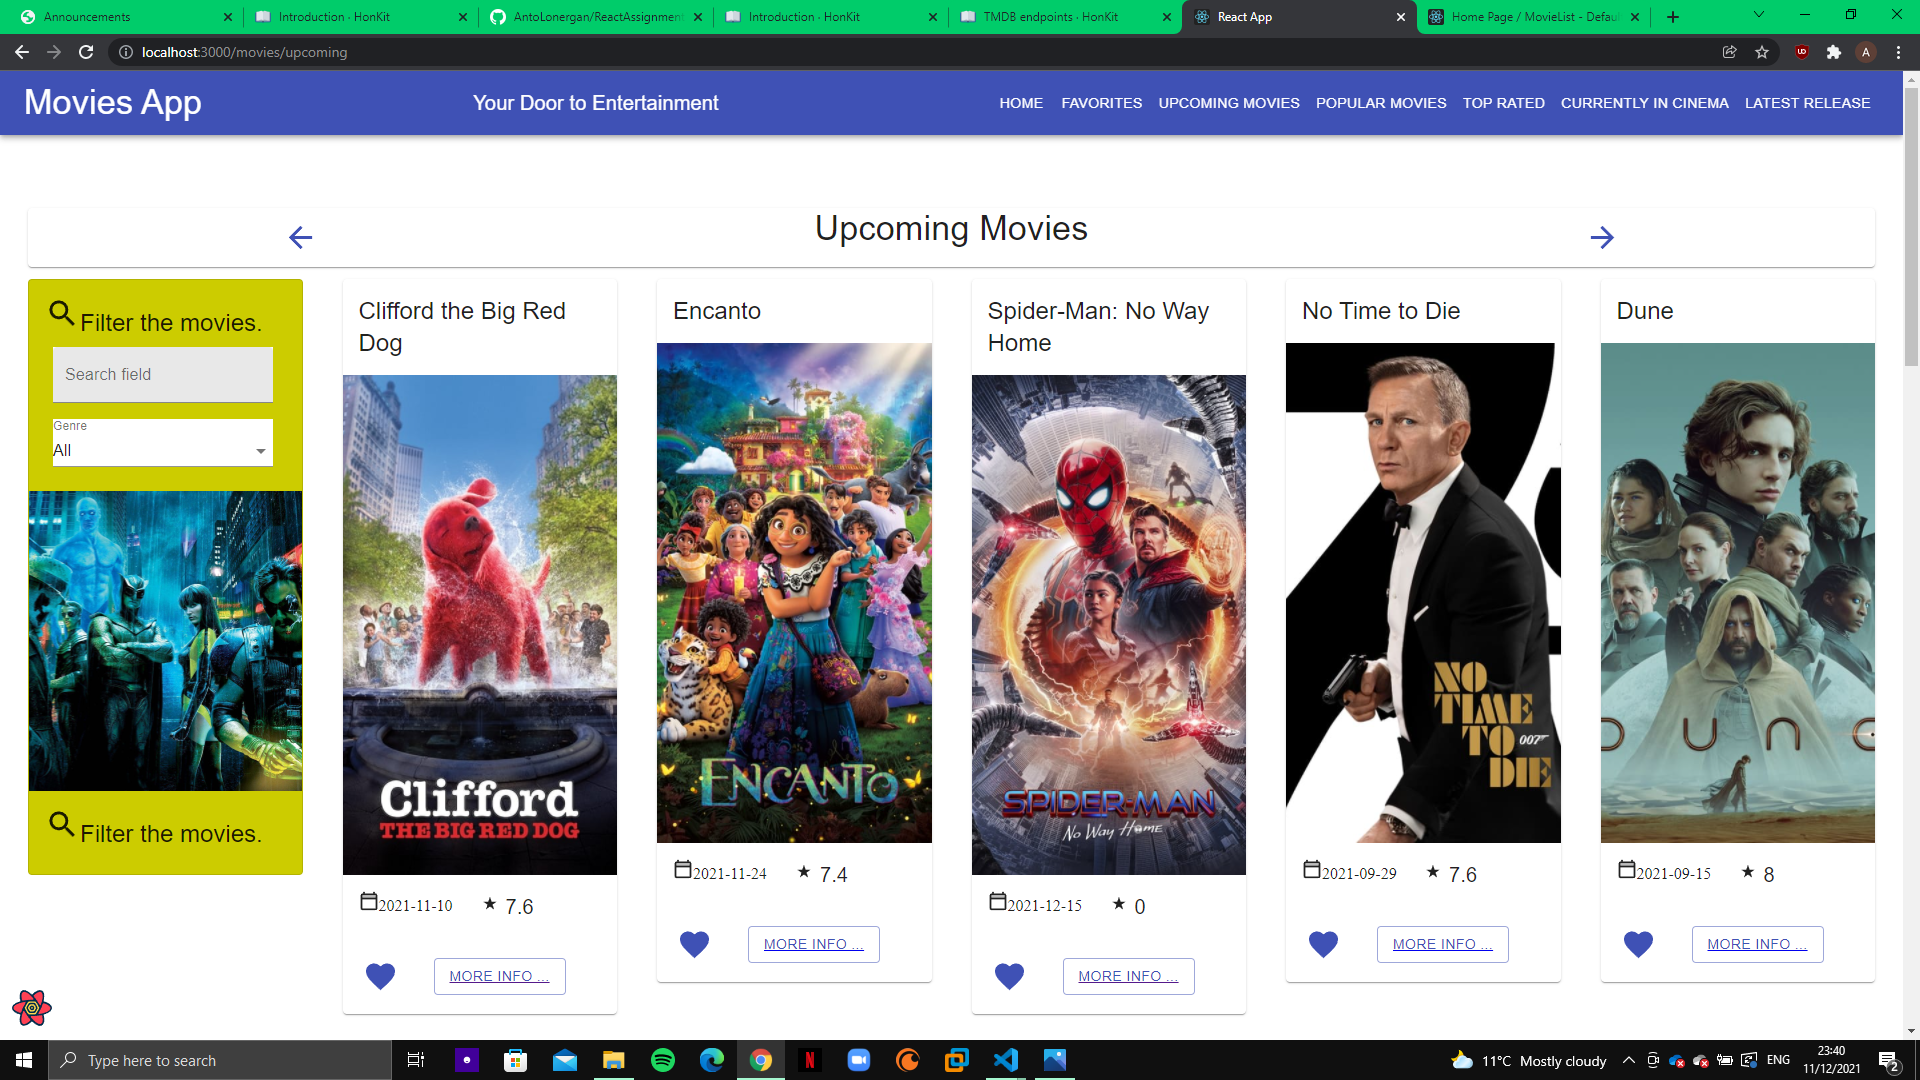 Announcements
Introduction · HonKit
AntoLonergan/ReactAssignment
Introduction · HonKit
TMDB endpoints · HonKit
React App
Home Page / MovieList - Defau
localhost:3000/movies/upcoming
A
Movies App
Your Door to Entertainment
HOME
FAVORITES
UPCOMING MOVIES
POPULAR MOVIES
TOP RATED
CURRENTLY IN CINEMA
LATEST RELEASE
Upcoming Movies
Filter the movies.
Search field
Genre
All
Filter the movies.
Clifford the Big Red
Dog
Clifford
THE BIG RED DOG
2021-11-10
7.6
MORE INFO ...
Encanto
ENCANTO
2021-11-24
7.4
MORE INFO ...
Spider-Man: No Way
Home
SPIDER-MAN
No Way Home
2021-12-15
0
MORE INFO ...
No Time to Die
NO
TIME
TO
007
DIE
2021-09-29
7.6
MORE INFO ...
Dune
DUNC
2021-09-15
8
MORE INFO ...
Type here to search
11°C Mostly cloudy
ENG
23:40
11/12/2021
2